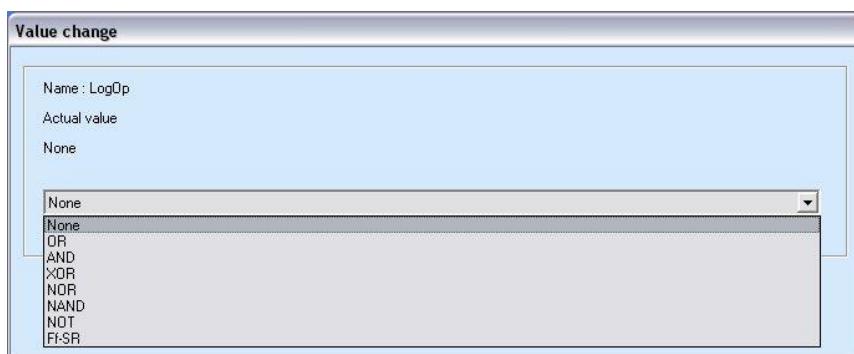 Value change
Name : LogOp
Actual value
None
None
None
OR
AND
XOR
NOR
NAND
NOT
Ff-SR